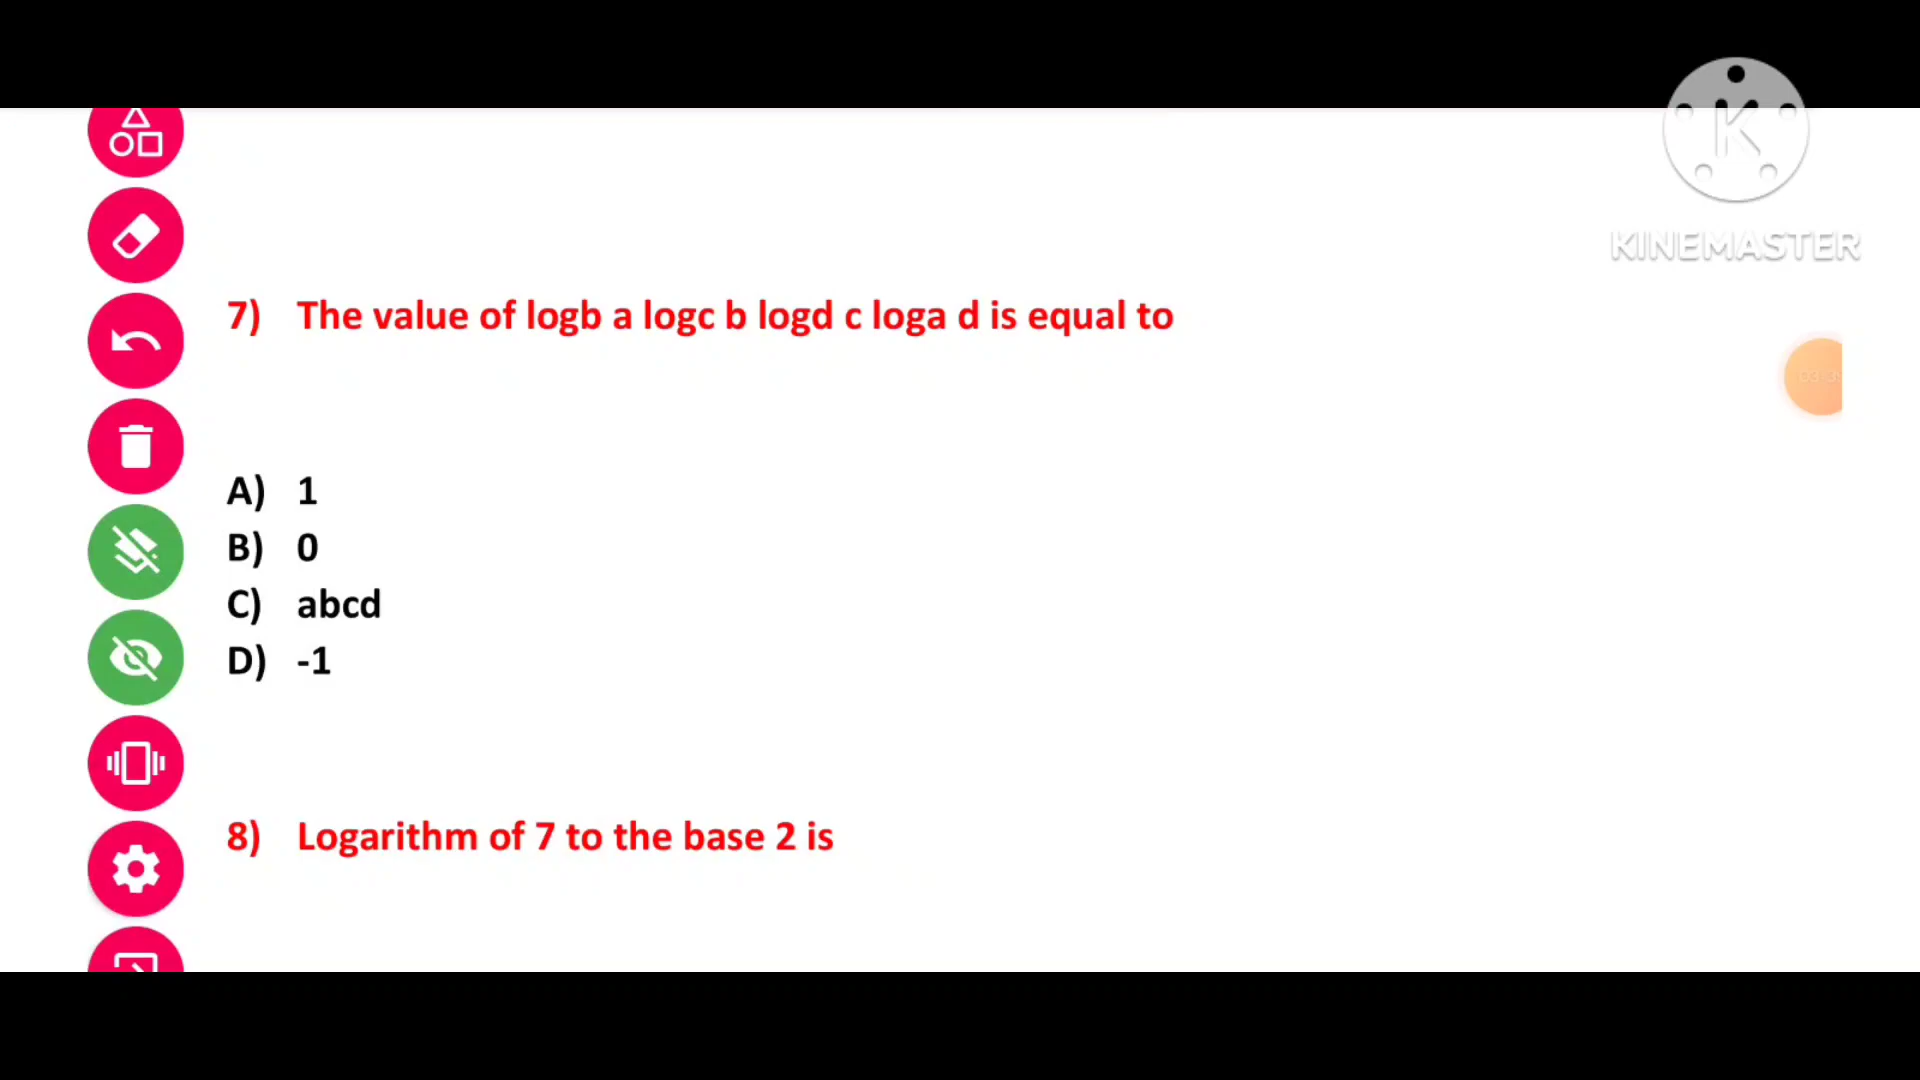 KINEMASTER
7) The value of logb a logc b logd c loga d is equal to
A) 1
B) 0
C) abcd
D) -1
8) Logarithm of 7 to the base 2 is